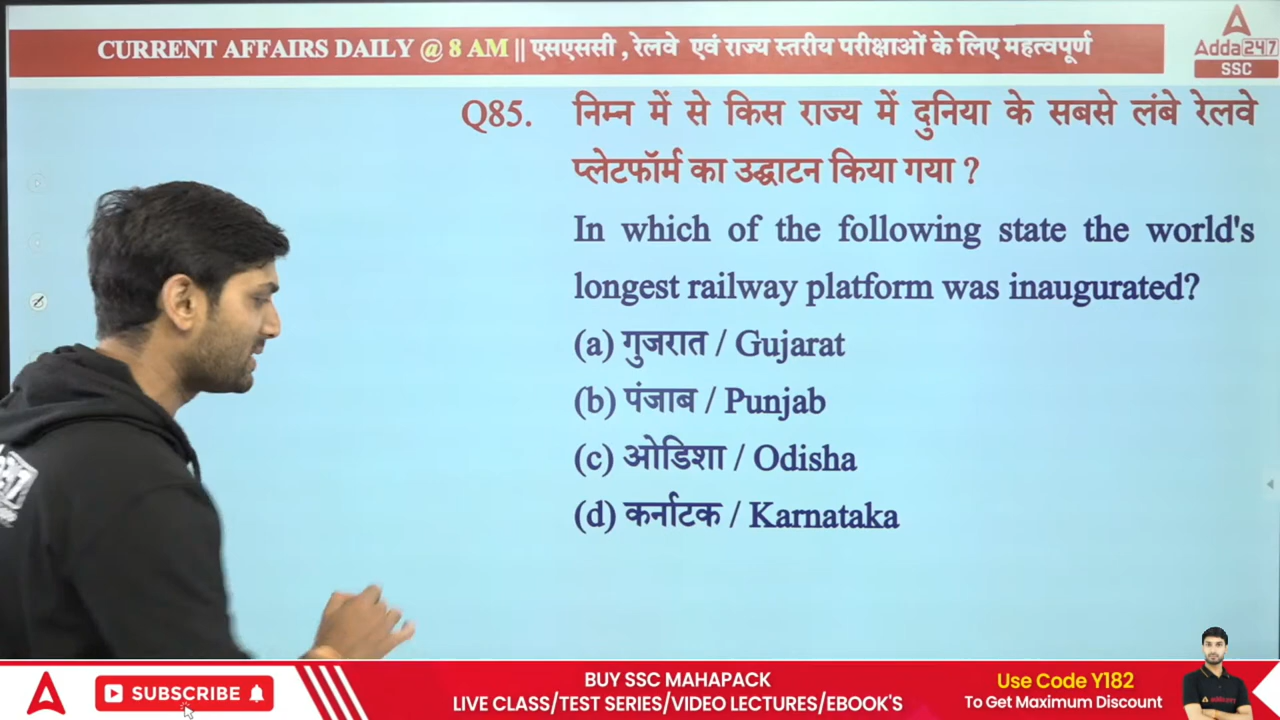 CURRENT AFFAIRS DAILY @ 8 AM || एसएससी , रेलवे एवं राज्य स्तरीय परीक्षाओं के लिए महत्वपूर्ण
Adda 24|7
SSC
Q85. निम्न में से किस राज्य में दुनिया के सबसे लंबे रेलवे
प्लेटफॉर्म का उद्घाटन किया गया ?
In which of the following state the world's
longest railway platform was inaugurated?
(a) गुजरात / Gujarat
(b) पंजाब / Punjab
(c) ओडिशा / Odisha
(d) कर्नाटक / Karnataka
SUBSCRIBE
BUY SSC MAHAPACK
LIVE CLASS/TEST SERIES/VIDEO LECTURES/EBOOK'S
Use Code Y182
To Get Maximum Discount